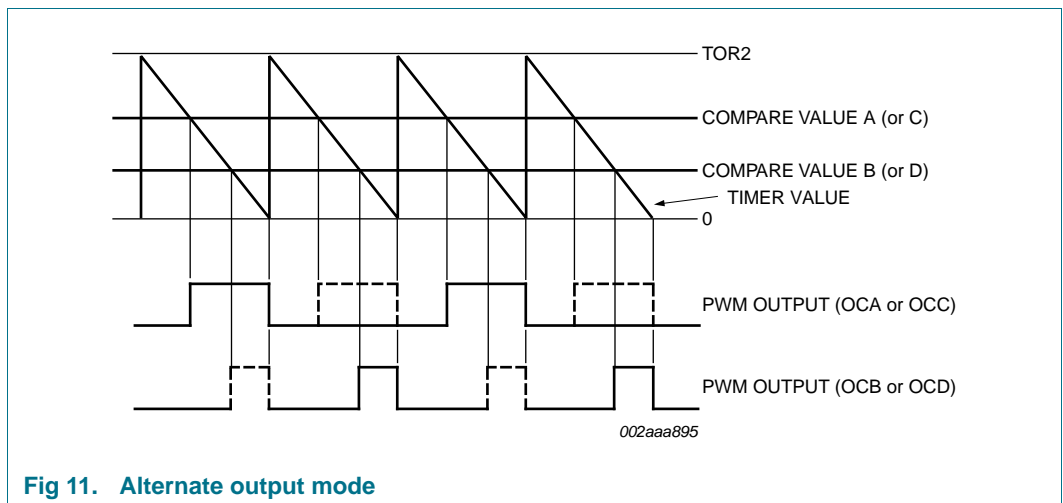 TOR2
COMPARE VALUE A (or C)
COMPARE VALUE B (or D)
TIMER VALUE
0
PWM OUTPUT (OCA or OCC)
PWM OUTPUT (OCB or OCD)
002aaa895
Fig 11. Alternate output mode